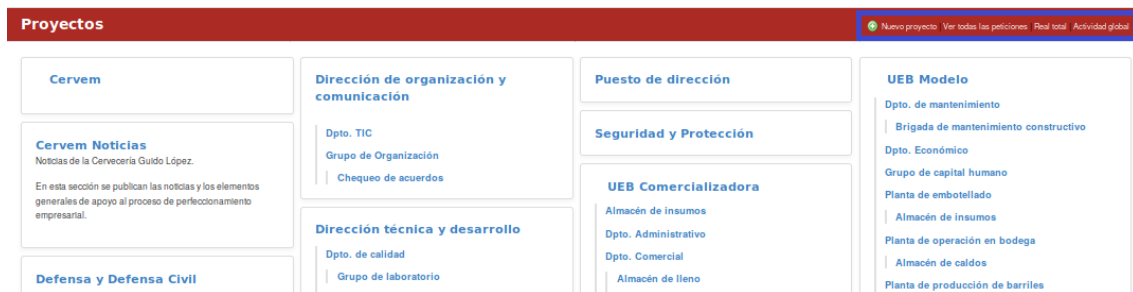 Proyectos
Nuevo proyecto | Ver todas las peticiones | Real total | Actividad global
Cervem
Cervem Noticias
Noticias de la Cervecería Guido López.
En esta sección se publican las noticias y los elementos
generales de apoyo al proceso de perfeccionamiento
empresarial.
Defensa y Defensa Civil
Dirección de organización y
comunicación
Dpto. TIC
Grupo de Organización
Chequeo de acuerdos
Dirección técnica y desarrollo
Dpto. de calidad
Grupo de laboratorio
Puesto de dirección
Seguridad y Protección
UEB Comercializadora
Almacén de insumos
Dpto. Administrativo
Dpto. Comercial
Almacén de lleno
UEB Modelo
Dpto. de mantenimiento
Brigada de mantenimiento constructivo
Dpto. Económico
Grupo de capital humano
Planta de embotellado
Almacén de insumos
Planta de operación en bodega
Almacén de caldos
Planta de producción de barriles